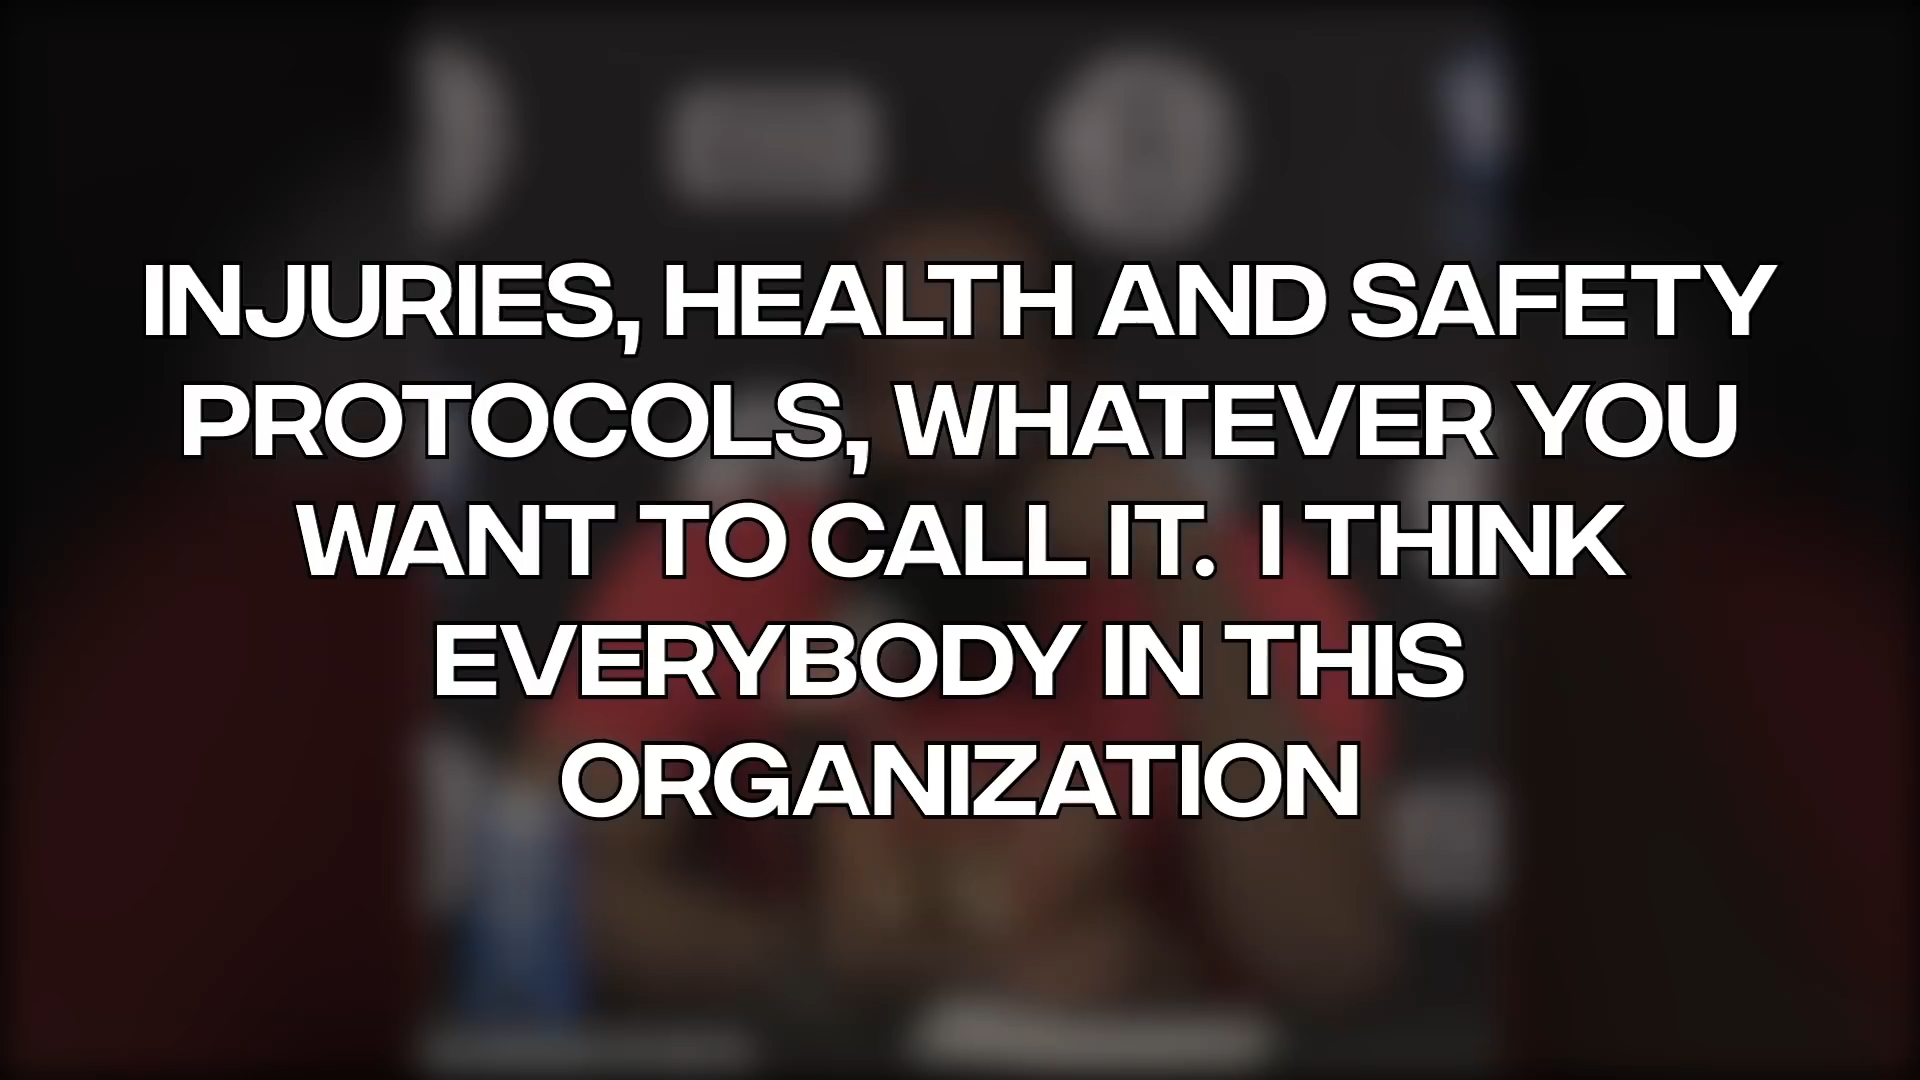 INJURIES, HEALTH AND SAFETY
PROTOCOLS, WHATEVER YOU
WANT TO CALL IT. I THINK
EVERYBODY IN THIS
ORGANIZATION